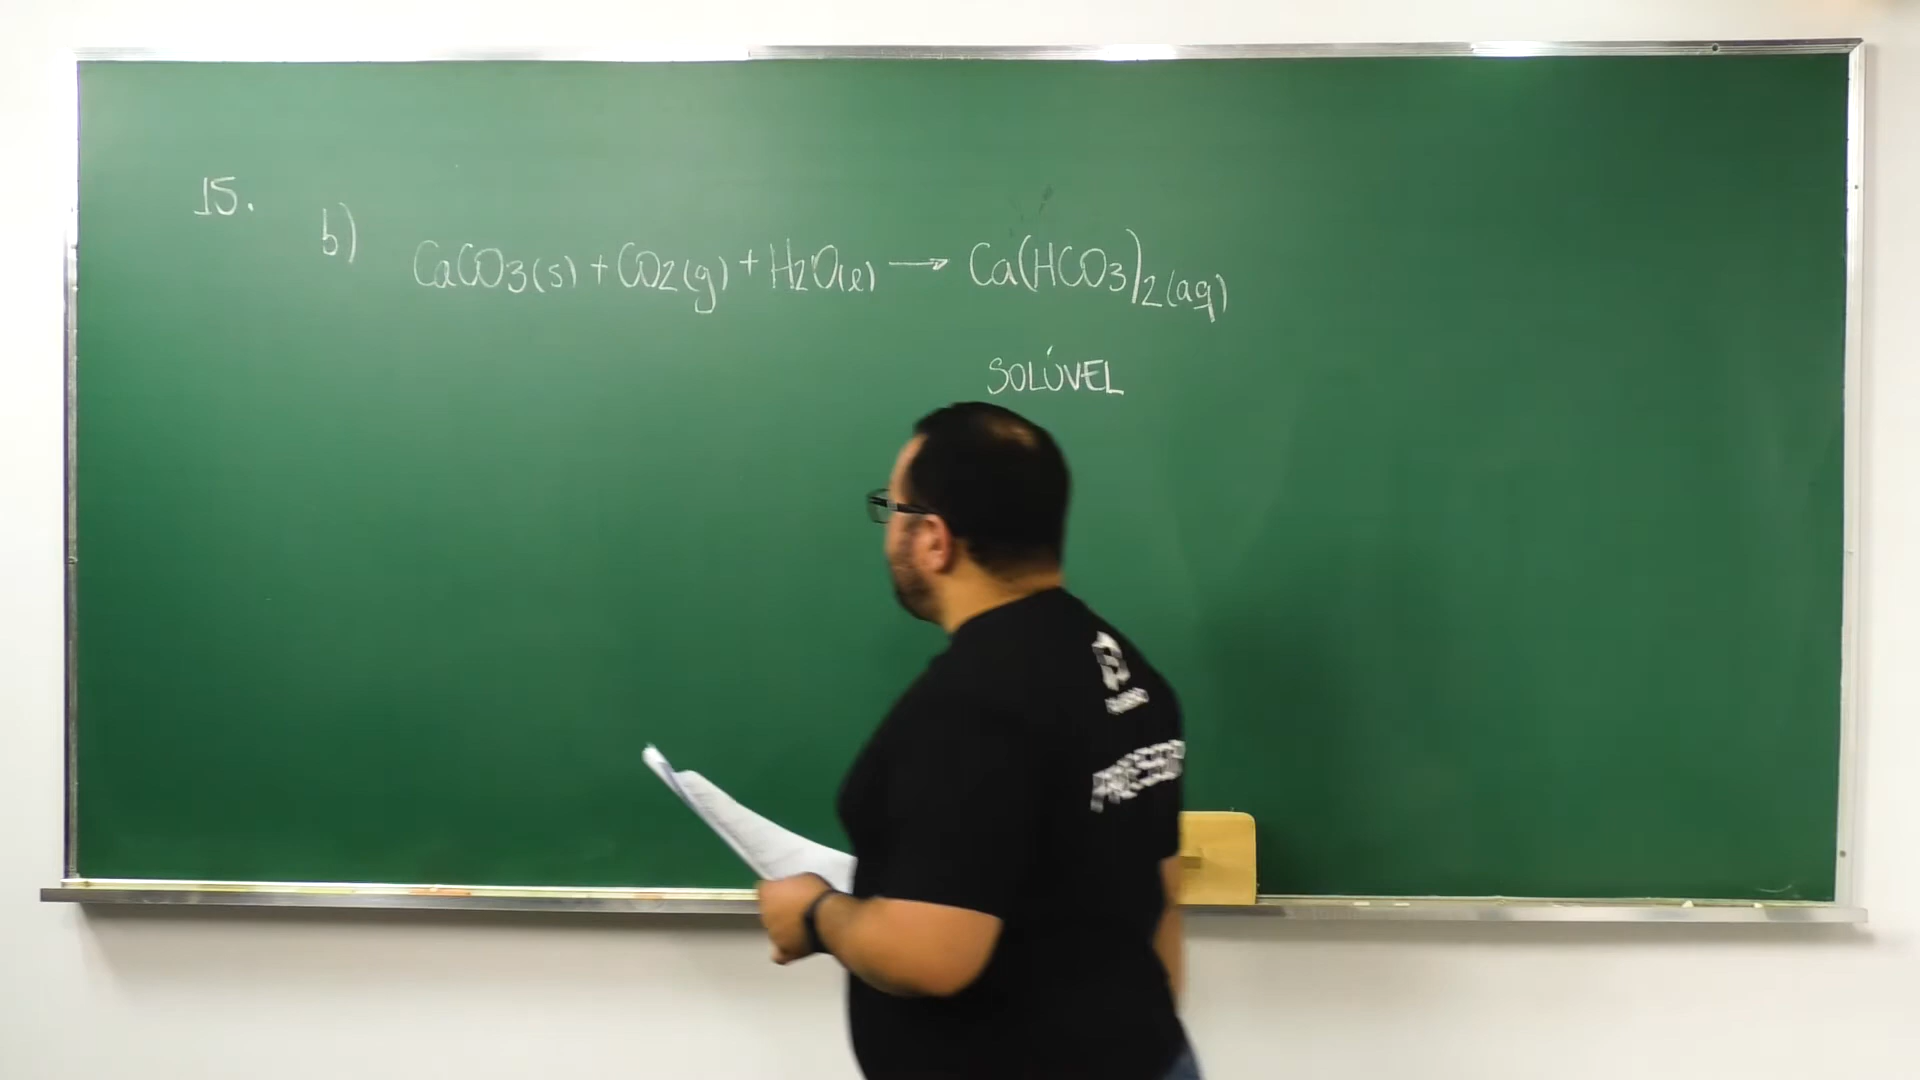 15.
b) CaCO3(s) + CO2(g) + H2O(l) → Ca(HCO3)2(aq)
SOLÚVEL